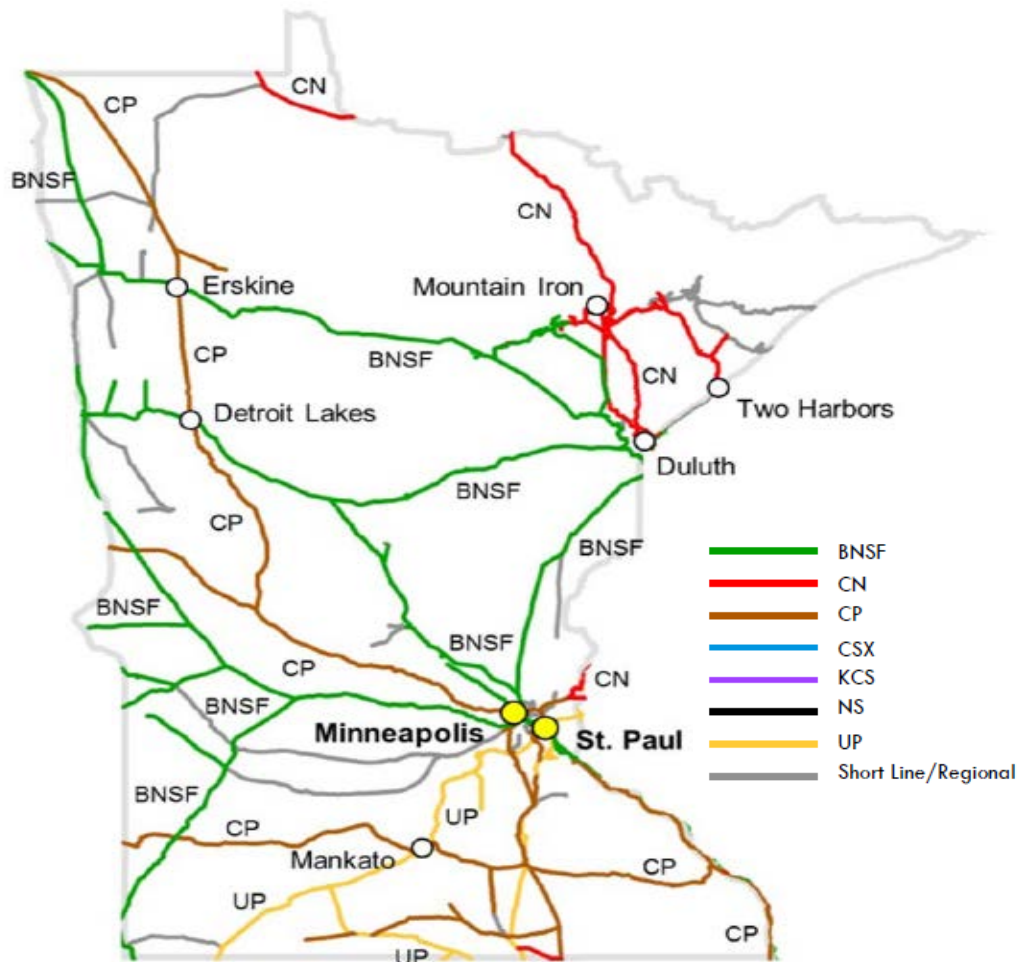 CN
CP
BNSF
CN
Mountain Iron
Erskine
CP
BNSF
CN
Two Harbors
Detroit Lakes
Duluth
BNSF
CP
BNSF
BNSF
BNSF
CP
CN
BNSF
Minneapolis
St. Paul
BNSF
UP
CP
Mankato
CP
UP
CP
UP
BNSF
CN
CP
CSX
KCS
NS
UP
Short Line/Regional